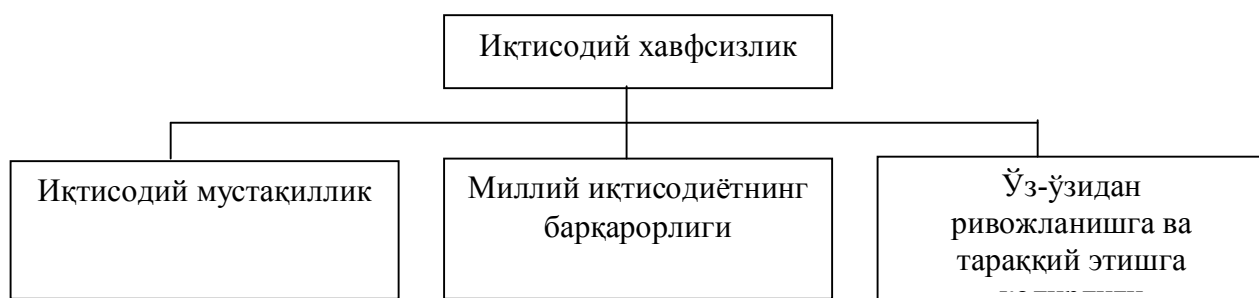 Иқтисодий хавфсизлик
Иқтисодий мустақиллик
Миллий иқтисодиётнинг
барқарорлиги
Ўз-ўзидан
ривожланишга ва
тараққий этишга